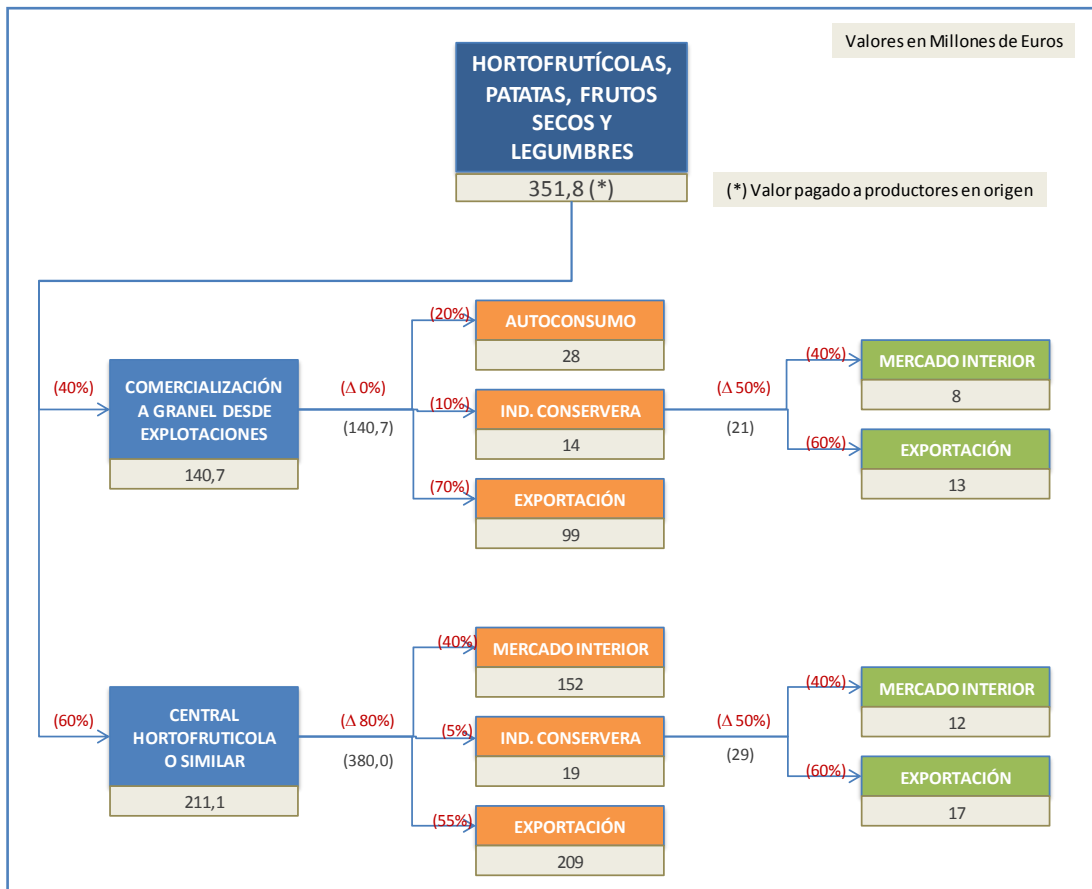 Valores en Millones de Euros
HORTOFRUTÍCOLAS,
PATATAS, FRUTOS
SECOS Y
LEGUMBRES
351,8 (*)
(*) Valor pagado a productores en origen
(40%)
COMERCIALIZACIÓN
A GRANEL DESDE
EXPLOTACIONES
140,7
(Δ 0%)
(140,7)
(20%)
AUTOCONSUMO
28
(10%)
IND. CONSERVERA
14
(70%)
EXPORTACIÓN
99
(Δ 50%)
(21)
(40%)
MERCADO INTERIOR
8
(60%)
EXPORTACIÓN
13
(60%)
CENTRAL
HORTOFRUTICOLA
O SIMILAR
211,1
(Δ 80%)
(380,0)
(40%)
MERCADO INTERIOR
152
(5%)
IND. CONSERVERA
19
(55%)
EXPORTACIÓN
209
(Δ 50%)
(29)
(40%)
MERCADO INTERIOR
12
(60%)
EXPORTACIÓN
17